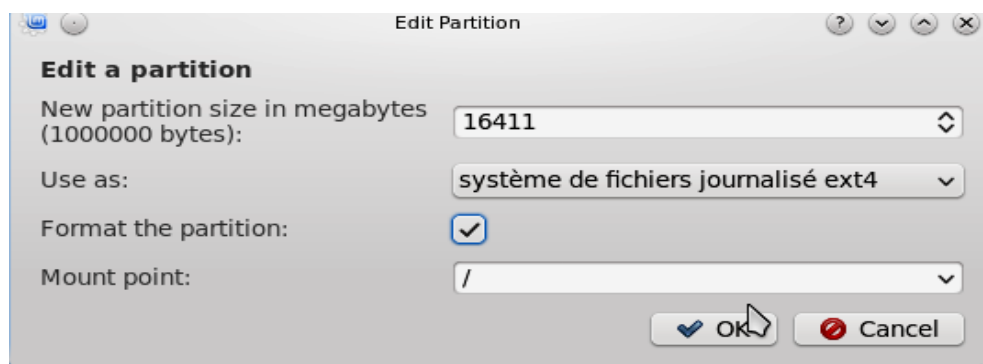 Edit Partition
Edit a partition
New partition size in megabytes
(1000000 bytes):
16411
Use as:
système de fichiers journalisé ext4
Format the partition:
Mount point:
/
OK
Cancel